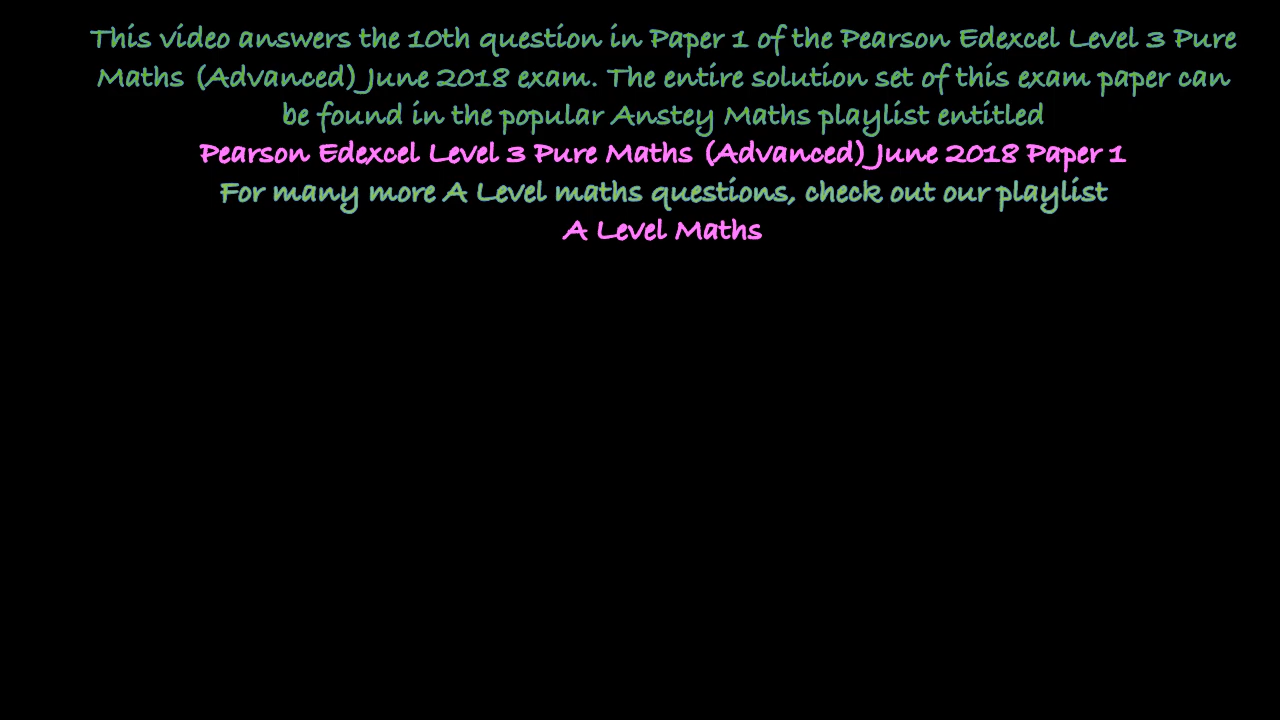 This video answers the 10th question in Paper 1 of the Pearson Edexcel Level 3 Pure
Maths (Advanced) June 2018 exam. The entire solution set of this exam paper can
be found in the popular Anstey Maths playlist entitled
Pearson Edexcel Level 3 Pure Maths (Advanced) June 2018 Paper 1
For many more A Level maths questions, check out our playlist
A Level Maths